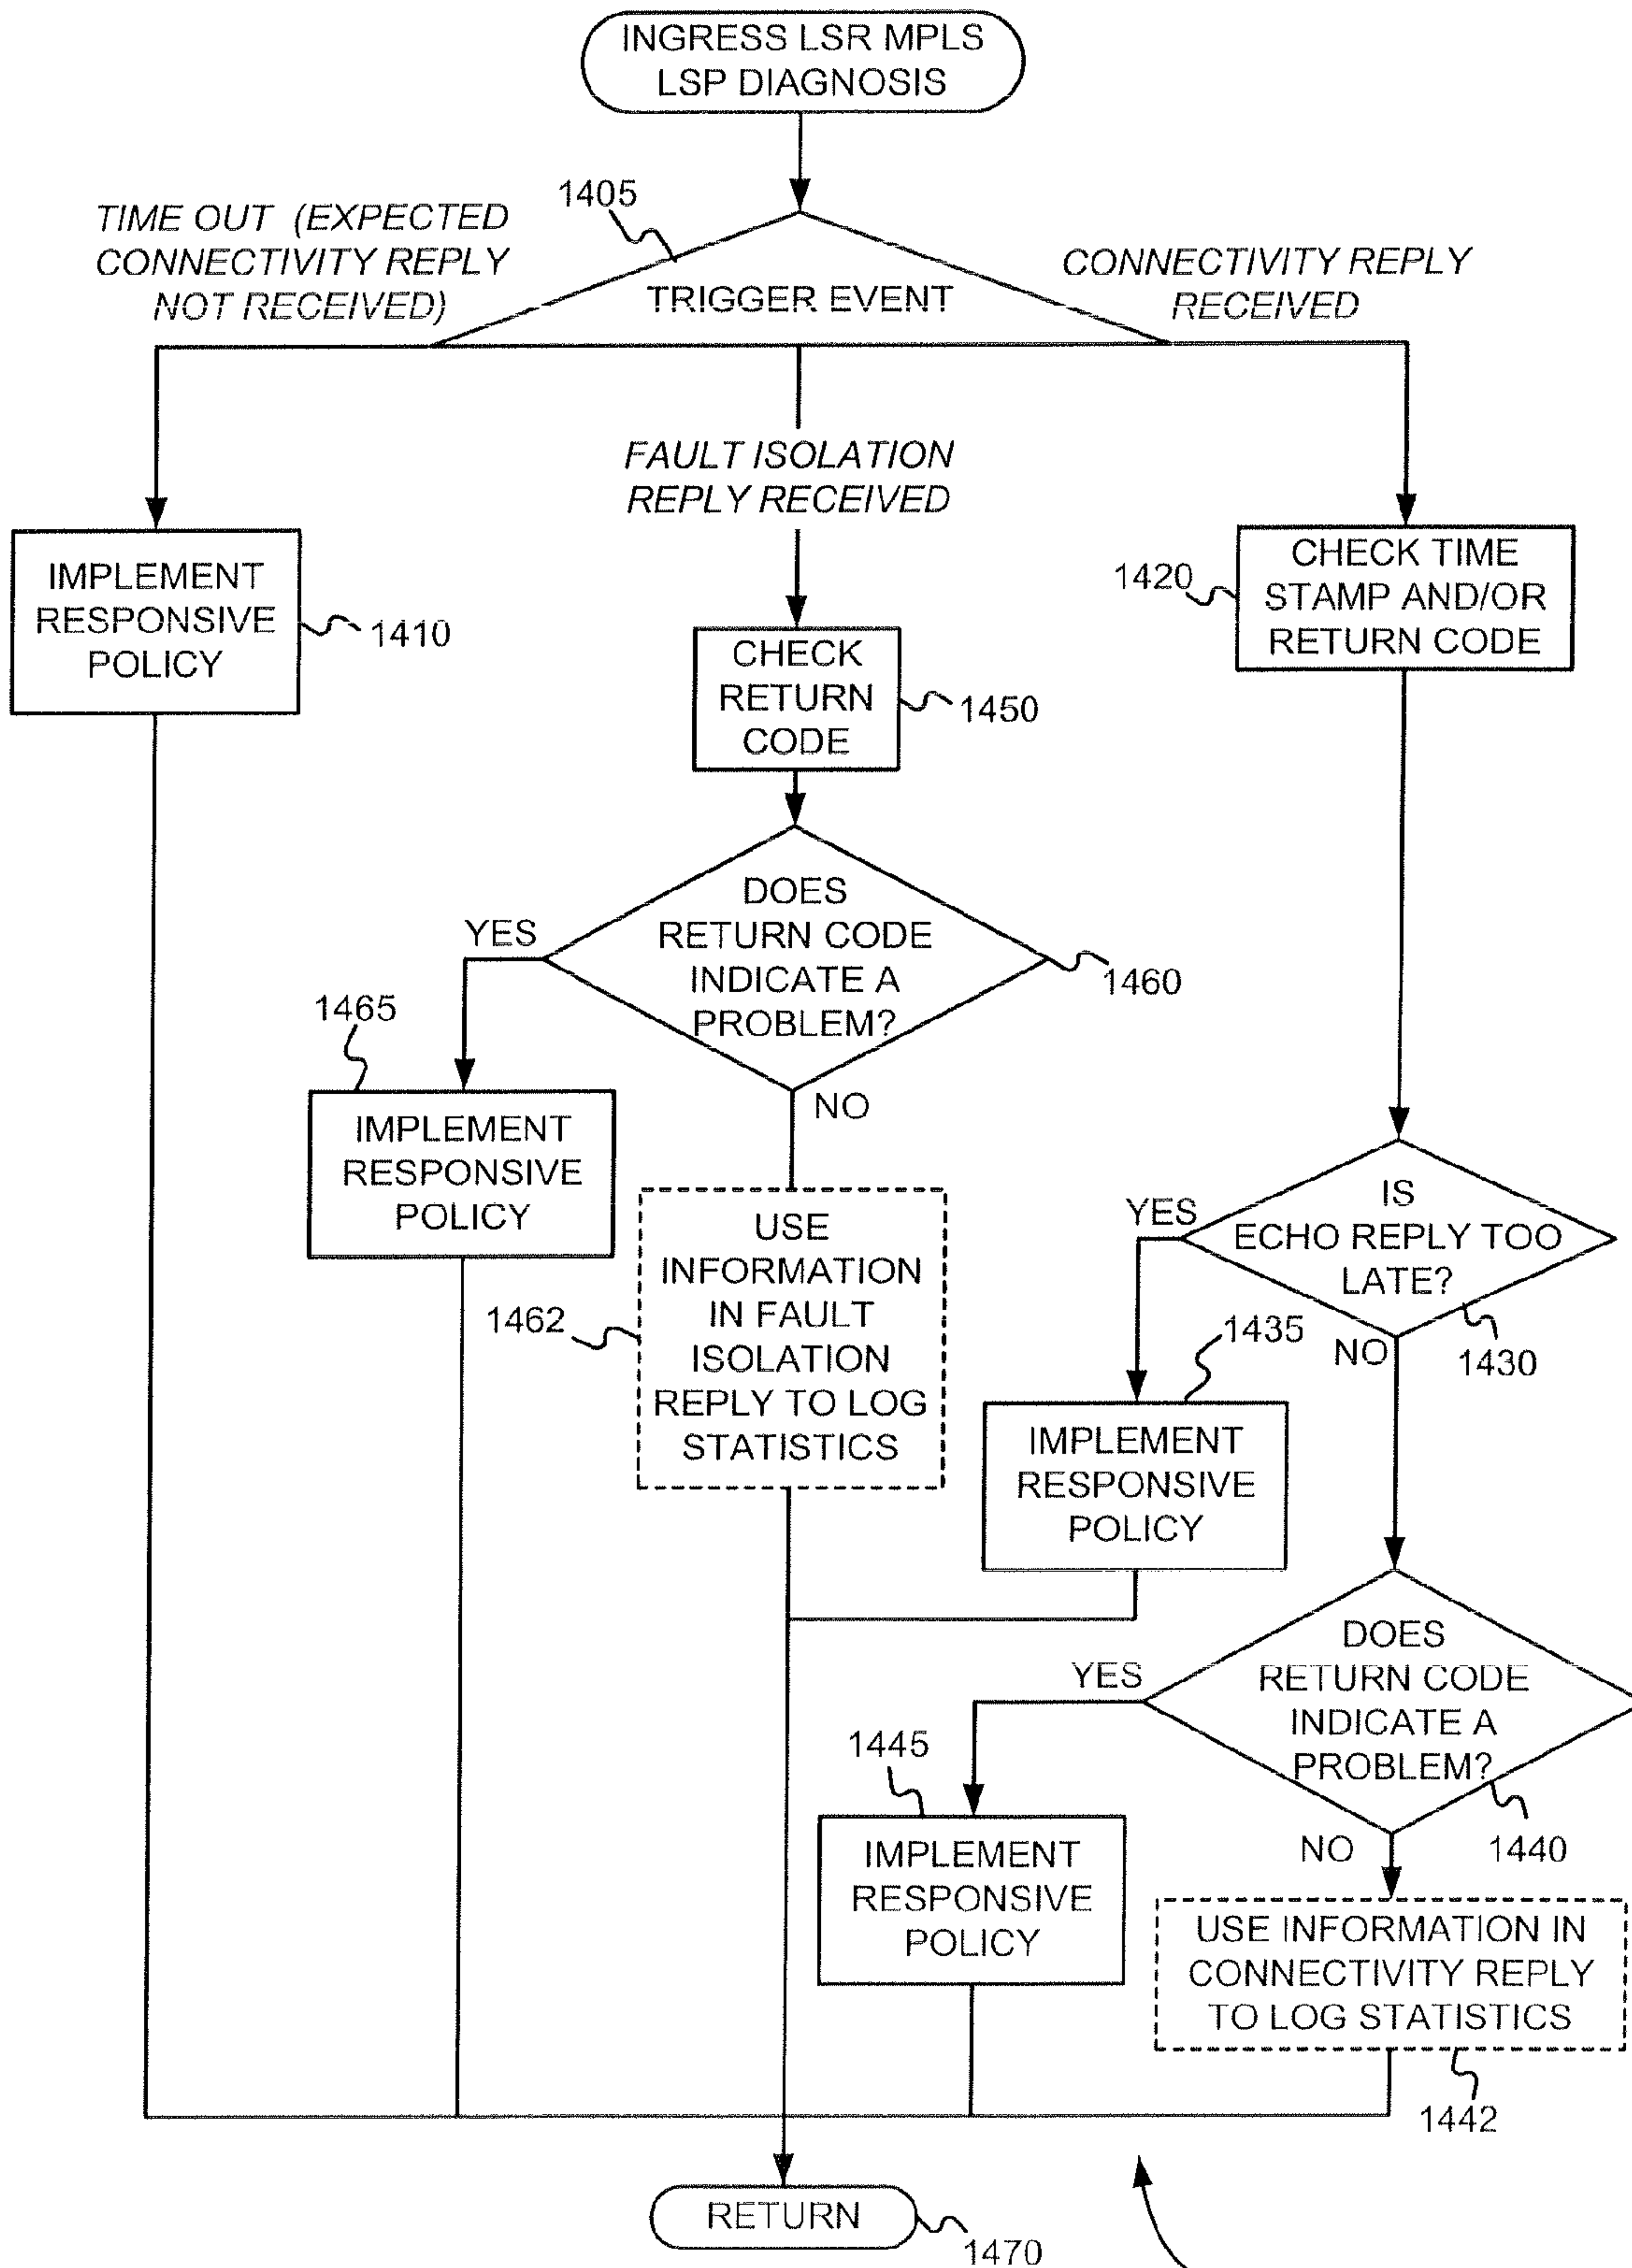 INGRESS LSR MPLS
LSP DIAGNOSIS
1405
TIME OUT (EXPECTED
CONNECTIVITY REPLY
NOT RECEIVED)
TRIGGER EVENT
CONNECTIVITY REPLY
RECEIVED
FAULT ISOLATION
REPLY RECEIVED
IMPLEMENT
RESPONSIVE
POLICY
1410
CHECK
RETURN
CODE
1450
1420
CHECK TIME
STAMP AND/OR
RETURN CODE
DOES
RETURN CODE
INDICATE A
PROBLEM?
YES
1460
NO
1465
IMPLEMENT
RESPONSIVE
POLICY
1462
USE
INFORMATION
IN FAULT
ISOLATION
REPLY TO LOG
STATISTICS
IS
ECHO REPLY TOO
LATE?
YES
1430
NO
1435
IMPLEMENT
RESPONSIVE
POLICY
DOES
RETURN CODE
INDICATE A
PROBLEM?
YES
1440
NO
1445
IMPLEMENT
RESPONSIVE
POLICY
USE INFORMATION IN
CONNECTIVITY REPLY
TO LOG STATISTICS
1442
RETURN
1470